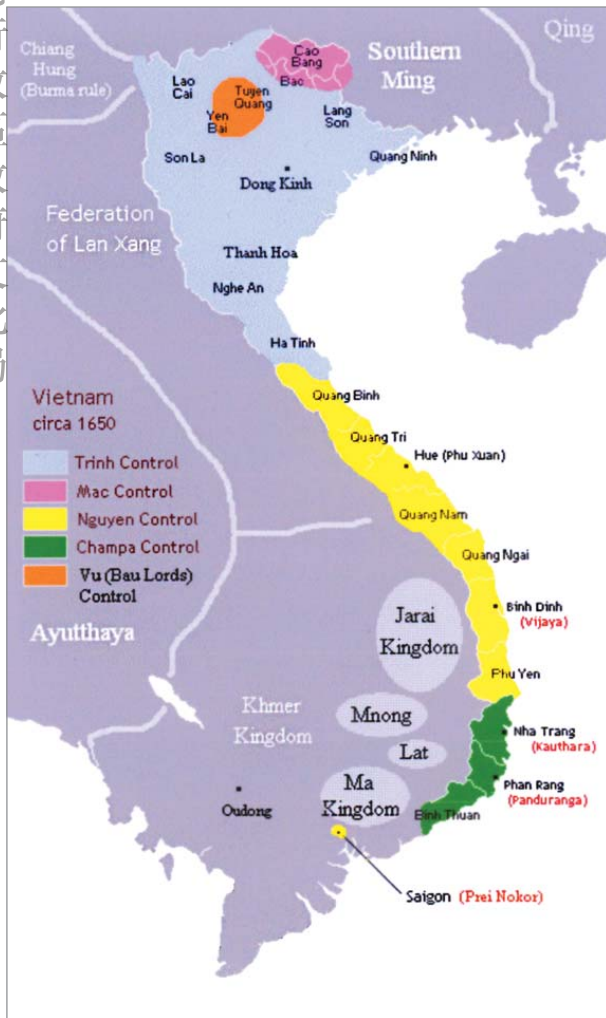 Chiang
Hung
(Burma rule)
Qing
Southern
Ming
Cao
Bang
Bac
Lao
Cai
Tuyen
Quang
Yen
Bai
Lang
Son
Son La
Quang Ninh
Dong Kinh
Federation
of Lan Xang
Thanh Hoa
Nghe An
Ha Tinh
Vietnam
circa 1650
Trinh Control
Mac Control
Nguyen Control
Champa Control
Vu (Bau Lords)
Control
Quang Binh
Quang Tri
Hue (Phu Xuan)
Quang Nam
Quang Ngai
Binh Dinh
(Vijaya)
Ayutthaya
Jarai
Kingdom
Phu Yen
Khmer
Kingdom
Mnong
Nha Trang
(Kauthara)
Lat
Phan Rang
(Panduranga)
Ma
Kingdom
Oudong
Binh Thuan
Saigon (Prei Nokor)